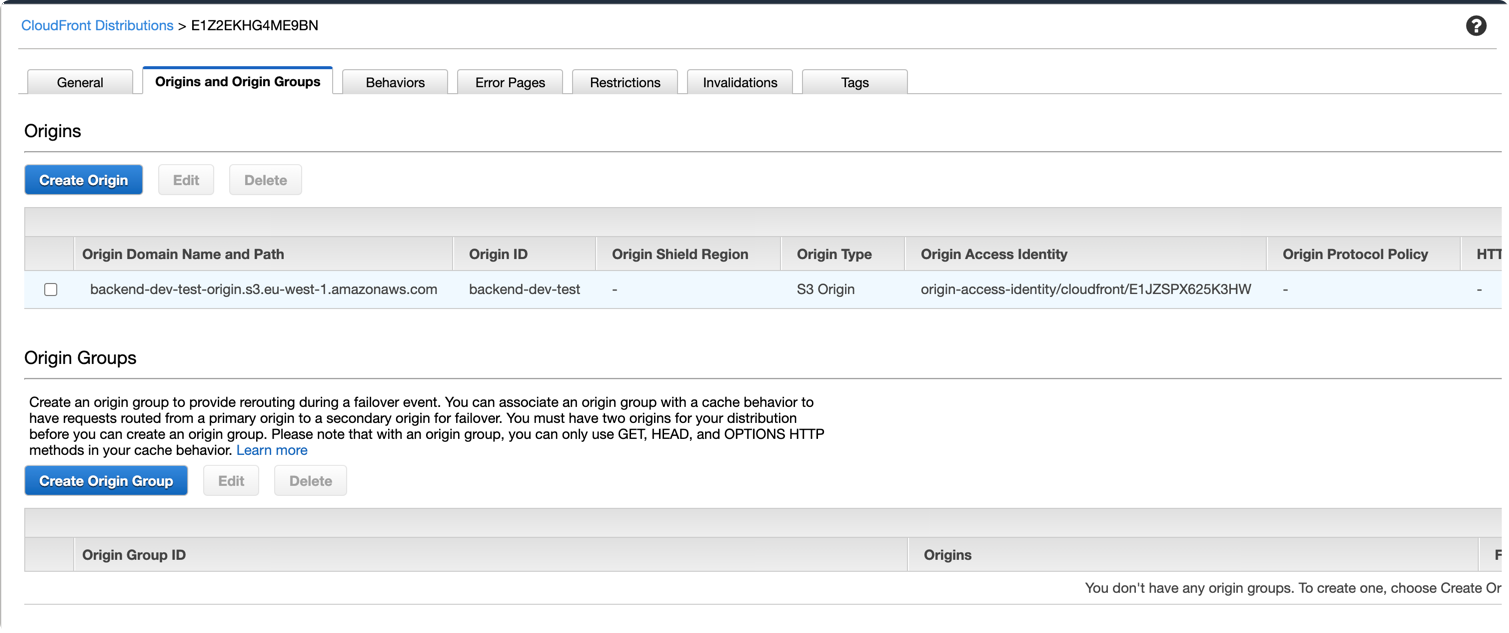 CloudFront Distributions > E1Z2EKHG4ME9BN
?
General Origins and Origin Groups Behaviors Error Pages Restrictions Invalidations Tags
Origins
Create Origin Edit Delete
Origin Domain Name and Path Origin ID Origin Shield Region Origin Type Origin Access Identity Origin Protocol Policy HTT
backend-dev-test-origin.s3.eu-west-1.amazonaws.com backend-dev-test - S3 Origin origin-access-identity/cloudfront/E1JZSPX625K3HW - -
Origin Groups
Create an origin group to provide rerouting during a failover event. You can associate an origin group with a cache behavior to
have requests routed from a primary origin to a secondary origin for failover. You must have two origins for your distribution
before you can create an origin group. Please note that with an origin group, you can only use GET, HEAD, and OPTIONS HTTP
methods in your cache behavior. Learn more
Create Origin Group Edit Delete
Origin Group ID Origins F
You don't have any origin groups. To create one, choose Create Or